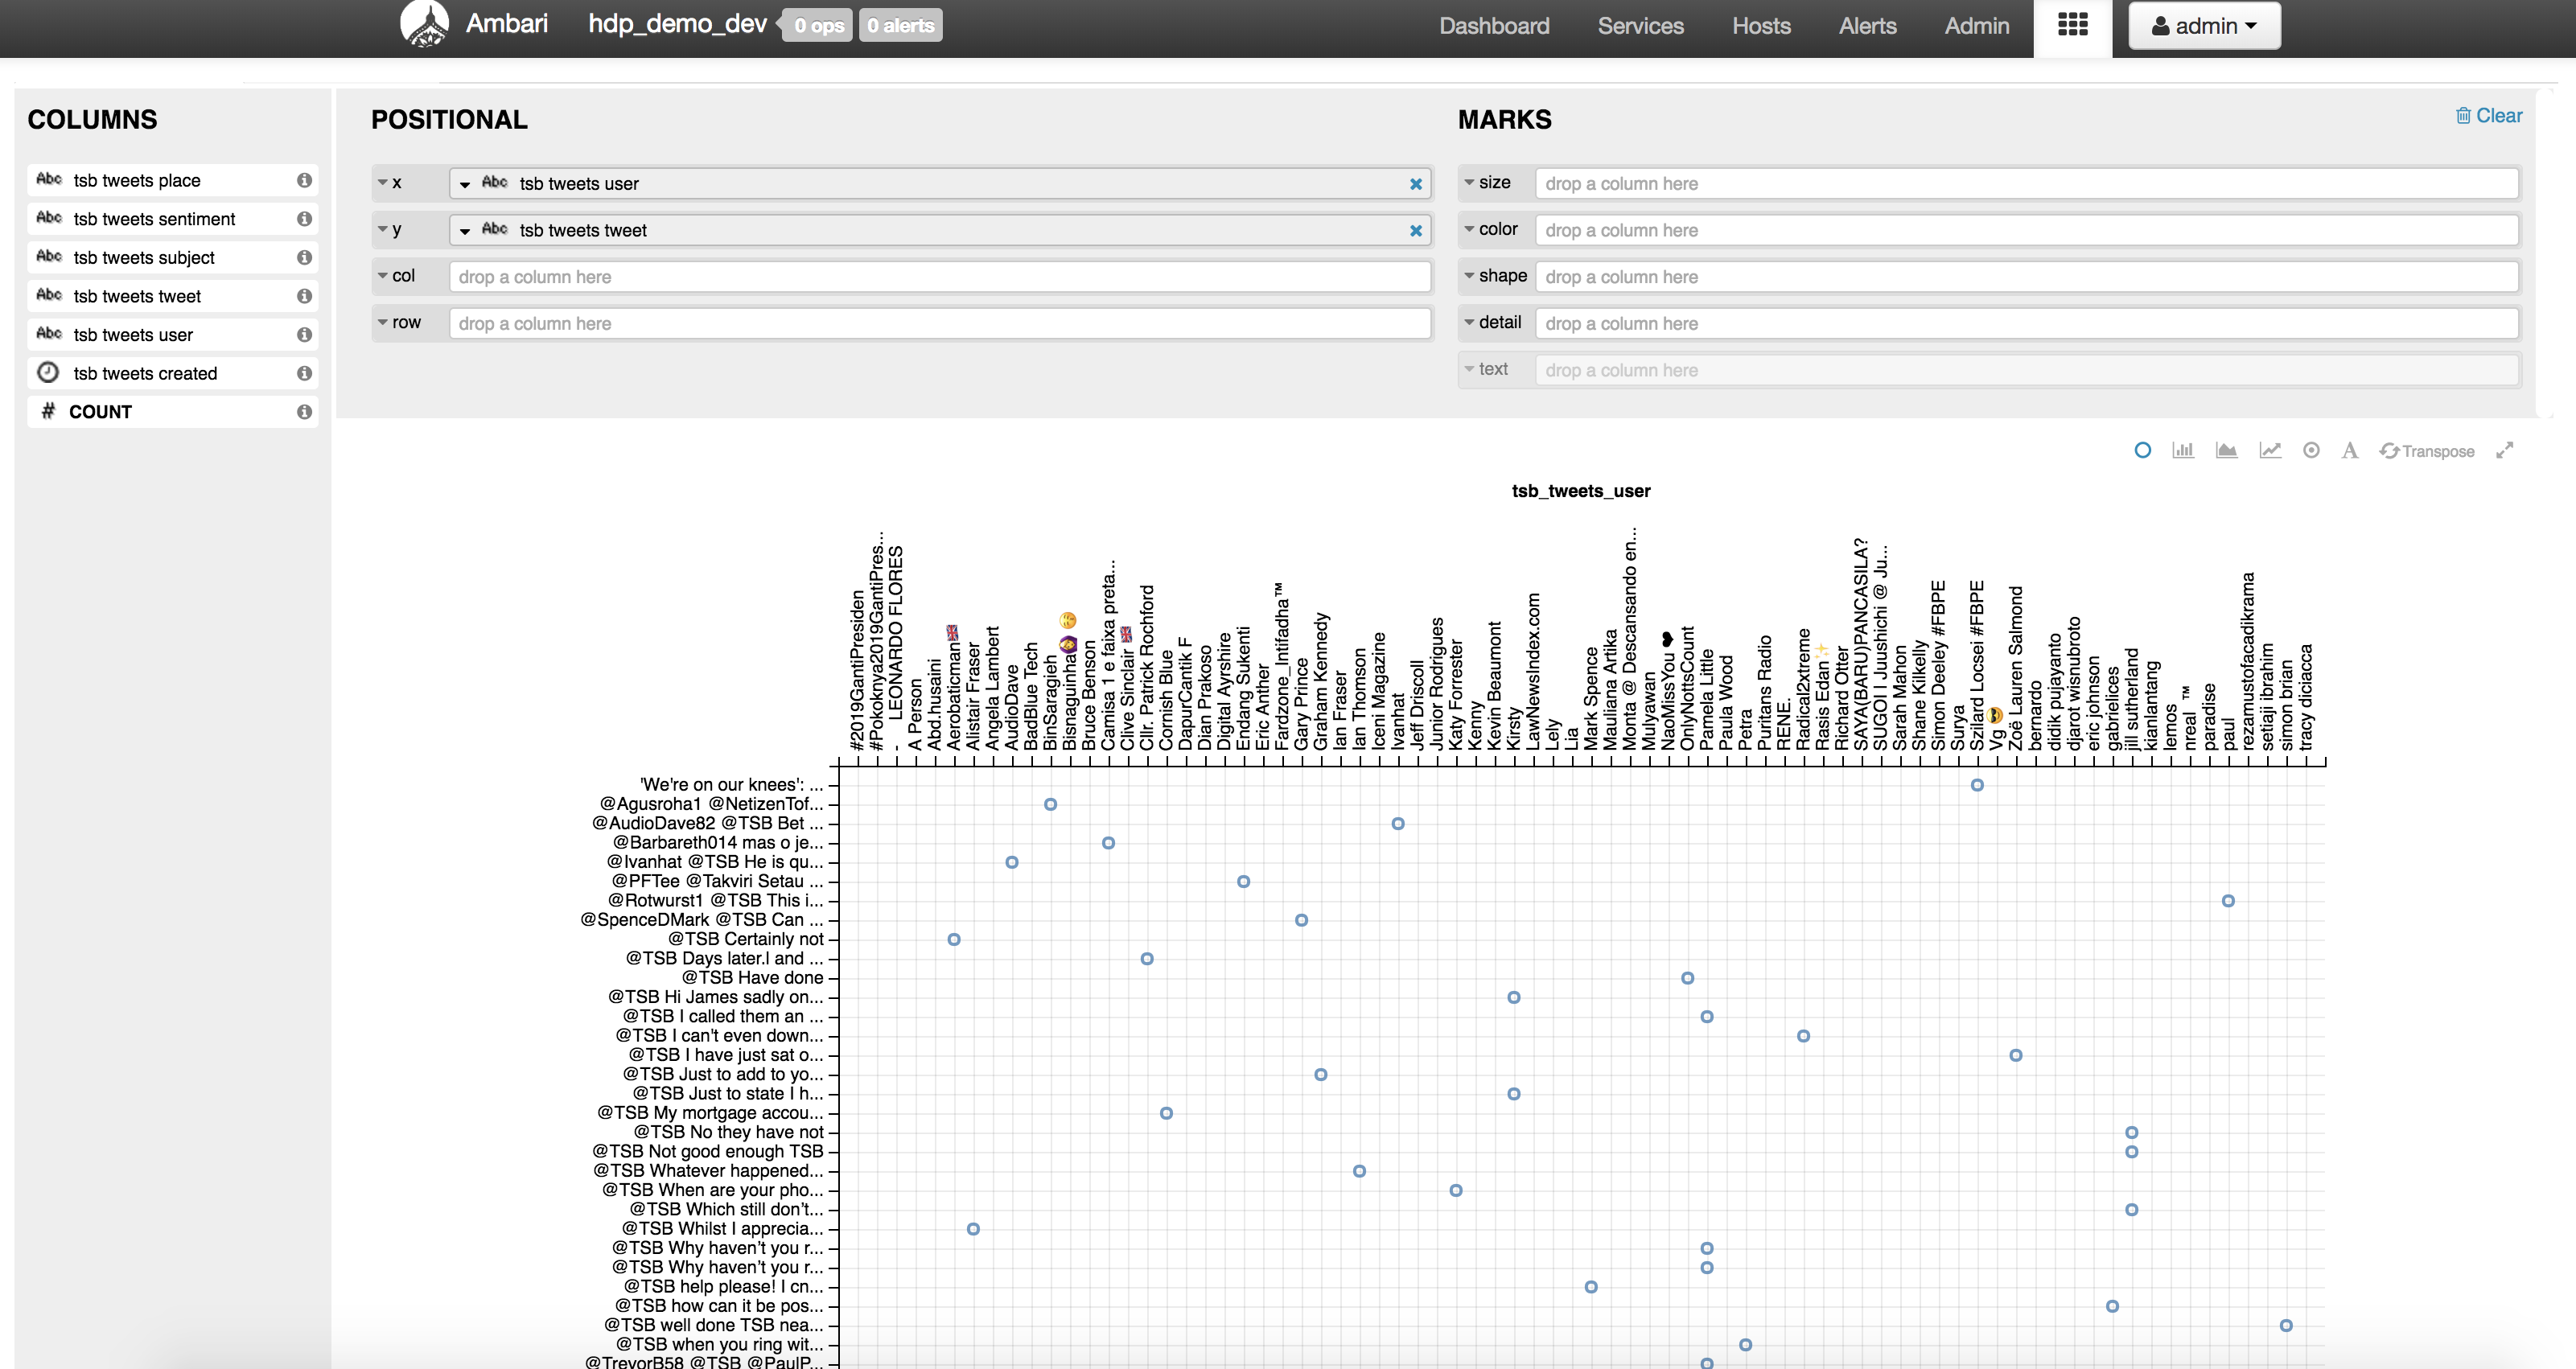 Ambari hdp_demo_dev 0 ops 0 alerts Dashboard Services Hosts Alerts Admin admin
COLUMNS
Abc tsb tweets place
Abc tsb tweets sentiment
Abc tsb tweets subject
Abc tsb tweets tweet
Abc tsb tweets user
tsb tweets created
# COUNT
POSITIONAL
x Abc tsb tweets user
y Abc tsb tweets tweet
col drop a column here
row drop a column here
MARKS
Clear
size drop a column here
color drop a column here
shape drop a column here
detail drop a column here
text drop a column here
A Transpose
tsb_tweets_user
#2019GantiPresiden
#Pokoknya2019GantiPres...
- LEONARDO FLORES
A Person
Abd.husaini
Aerobaticman🇬🇧
Alistair Fraser
Angela Lambert
AudioDave
BadBlue Tech
BinSaragieh
Bisnaguinha
Bruce Benson
Camisa 1 e faixa preta...
Clive Sinclair 🇬🇧
Cllr. Patrick Rochford
Cornish Blue
DapurCantik F
Dian Prakoso
Digital Ayrshire
Endang Sukenti
Eric Anther
Fardzone_Intifadha™
Gary Prince
Graham Kennedy
Ian Fraser
Ian Thomson
Iceni Magazine
Ivanhat
Jeff Driscoll
Junior Rodrigues
Katy Forrester
Kenny
Kevin Beaumont
Kirsty
LawNewsIndex.com
Lely
Lia
Mark Spence
Mauliana Artika
Monta @ Descansando en...
Mulyawan
NaoMissYou ❤
OnlyNottsCount
Pamela Little
Paula Wood
Petra
Puritans Radio
RENE.
Radical2xtreme
Rasis Edan✨
Richard Otter
SAYA(BARU)PANCASILA?
SUGOI | Juushichi @ Ju...
Sarah Mahon
Shane Kilkelly
Simon Deeley #FBPE
Surya
Szilard Locsei #FBPE
Vg 😎
Zoë Lauren Salmond
bernardo
didik pujayanto
djarot wisnubroto
eric johnson
gabrielices
jill sutherland
kianlantang
lemos
nreal ™
paradise
paul
rezamustofacadikrama
setiaji ibrahim
simon brian
tracy diciacca
'We're on our knees': ...
@Agusroha1 @NetizenTof...
@AudioDave82 @TSB Bet ...
@Barbareth014 mas o je...
@Ivanhat @TSB He is qu...
@PFTee @Takviri Setau ...
@Rotwurst1 @TSB This i...
@SpenceDMark @TSB Can ...
@TSB Certainly not
@TSB Days later.I and ...
@TSB Have done
@TSB Hi James sadly on...
@TSB I called them an ...
@TSB I can't even down...
@TSB I have just sat o...
@TSB Just to add to yo...
@TSB Just to state I h...
@TSB My mortgage accou...
@TSB No they have not
@TSB Not good enough TSB
@TSB Whatever happened...
@TSB When are your pho...
@TSB Which still don’t...
@TSB Whilst I apprecia...
@TSB Why haven’t you r...
@TSB Why haven’t you r...
@TSB help please! I cn...
@TSB how can it be pos...
@TSB well done TSB nea...
@TSB when you ring wit...
@TrevorB58 @TSB @PaulP...